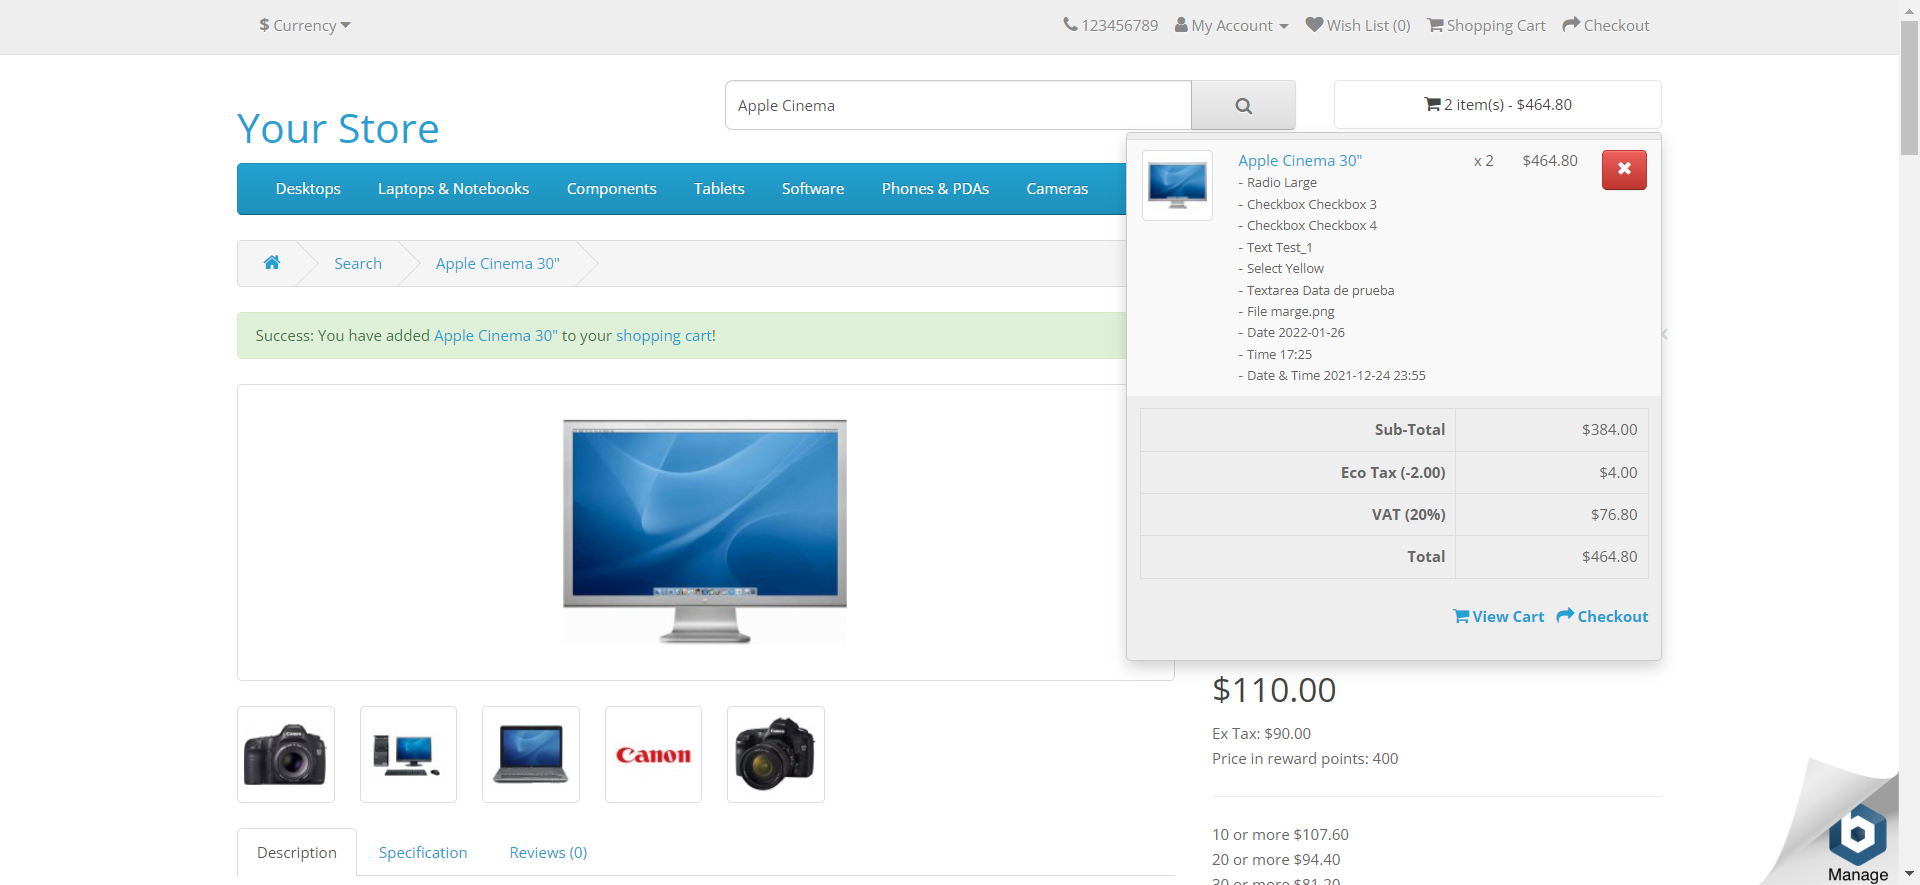 $ Currency
123456789 My Account Wish List (0) Shopping Cart Checkout
Your Store
Apple Cinema
2 item(s) - $464.80
Desktops Laptops & Notebooks Components Tablets Software Phones & PDAs Cameras
Search Apple Cinema 30"
Success: You have added Apple Cinema 30" to your shopping cart!
Apple Cinema 30" x 2 $464.80
- Radio Large
- Checkbox Checkbox 3
- Checkbox Checkbox 4
- Text Test_1
- Select Yellow
- Textarea Data de prueba
- File marge.png
- Date 2022-01-26
- Time 17:25
- Date & Time 2021-12-24 23:55
Sub-Total $384.00
Eco Tax (-2.00) $4.00
VAT (20%) $76.80
Total $464.80
View Cart Checkout
Canon
$110.00
Ex Tax: $90.00
Price in reward points: 400
10 or more $107.60
20 or more $94.40
30 or more $81.20
Description Specification Reviews (0)
b
Manage